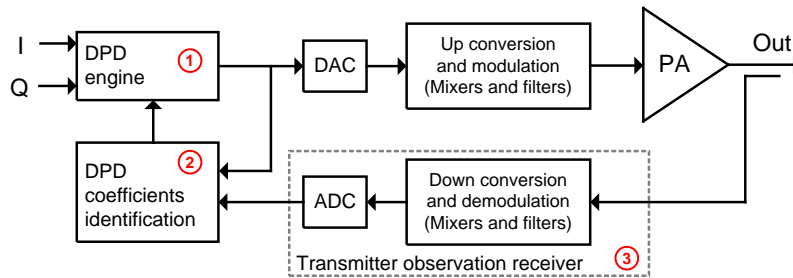 I
Q
DPD
engine
1
DAC
Up conversion
and modulation
(Mixers and filters)
PA
Out
DPD
coefficients
identification
2
ADC
Down conversion
and demodulation
(Mixers and filters)
Transmitter observation receiver
3